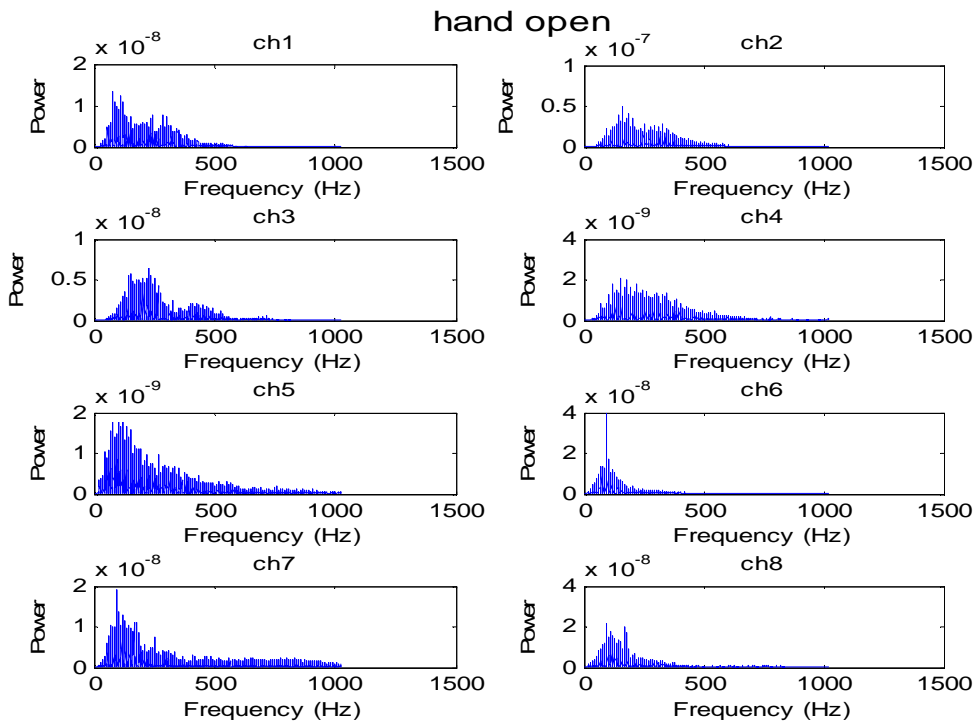 hand open
x 10^-8
ch1
2
1
0
Power
0 500 1000 1500
Frequency (Hz)
x 10^-7
ch2
1
0.5
0
Power
0 500 1000 1500
Frequency (Hz)
x 10^-8
ch3
1
0.5
0
Power
0 500 1000 1500
Frequency (Hz)
x 10^-9
ch4
4
2
0
Power
0 500 1000 1500
Frequency (Hz)
x 10^-9
ch5
2
1
0
Power
0 500 1000 1500
Frequency (Hz)
x 10^-8
ch6
4
2
0
Power
0 500 1000 1500
Frequency (Hz)
x 10^-8
ch7
2
1
0
Power
0 500 1000 1500
Frequency (Hz)
x 10^-8
ch8
4
2
0
Power
0 500 1000 1500
Frequency (Hz)